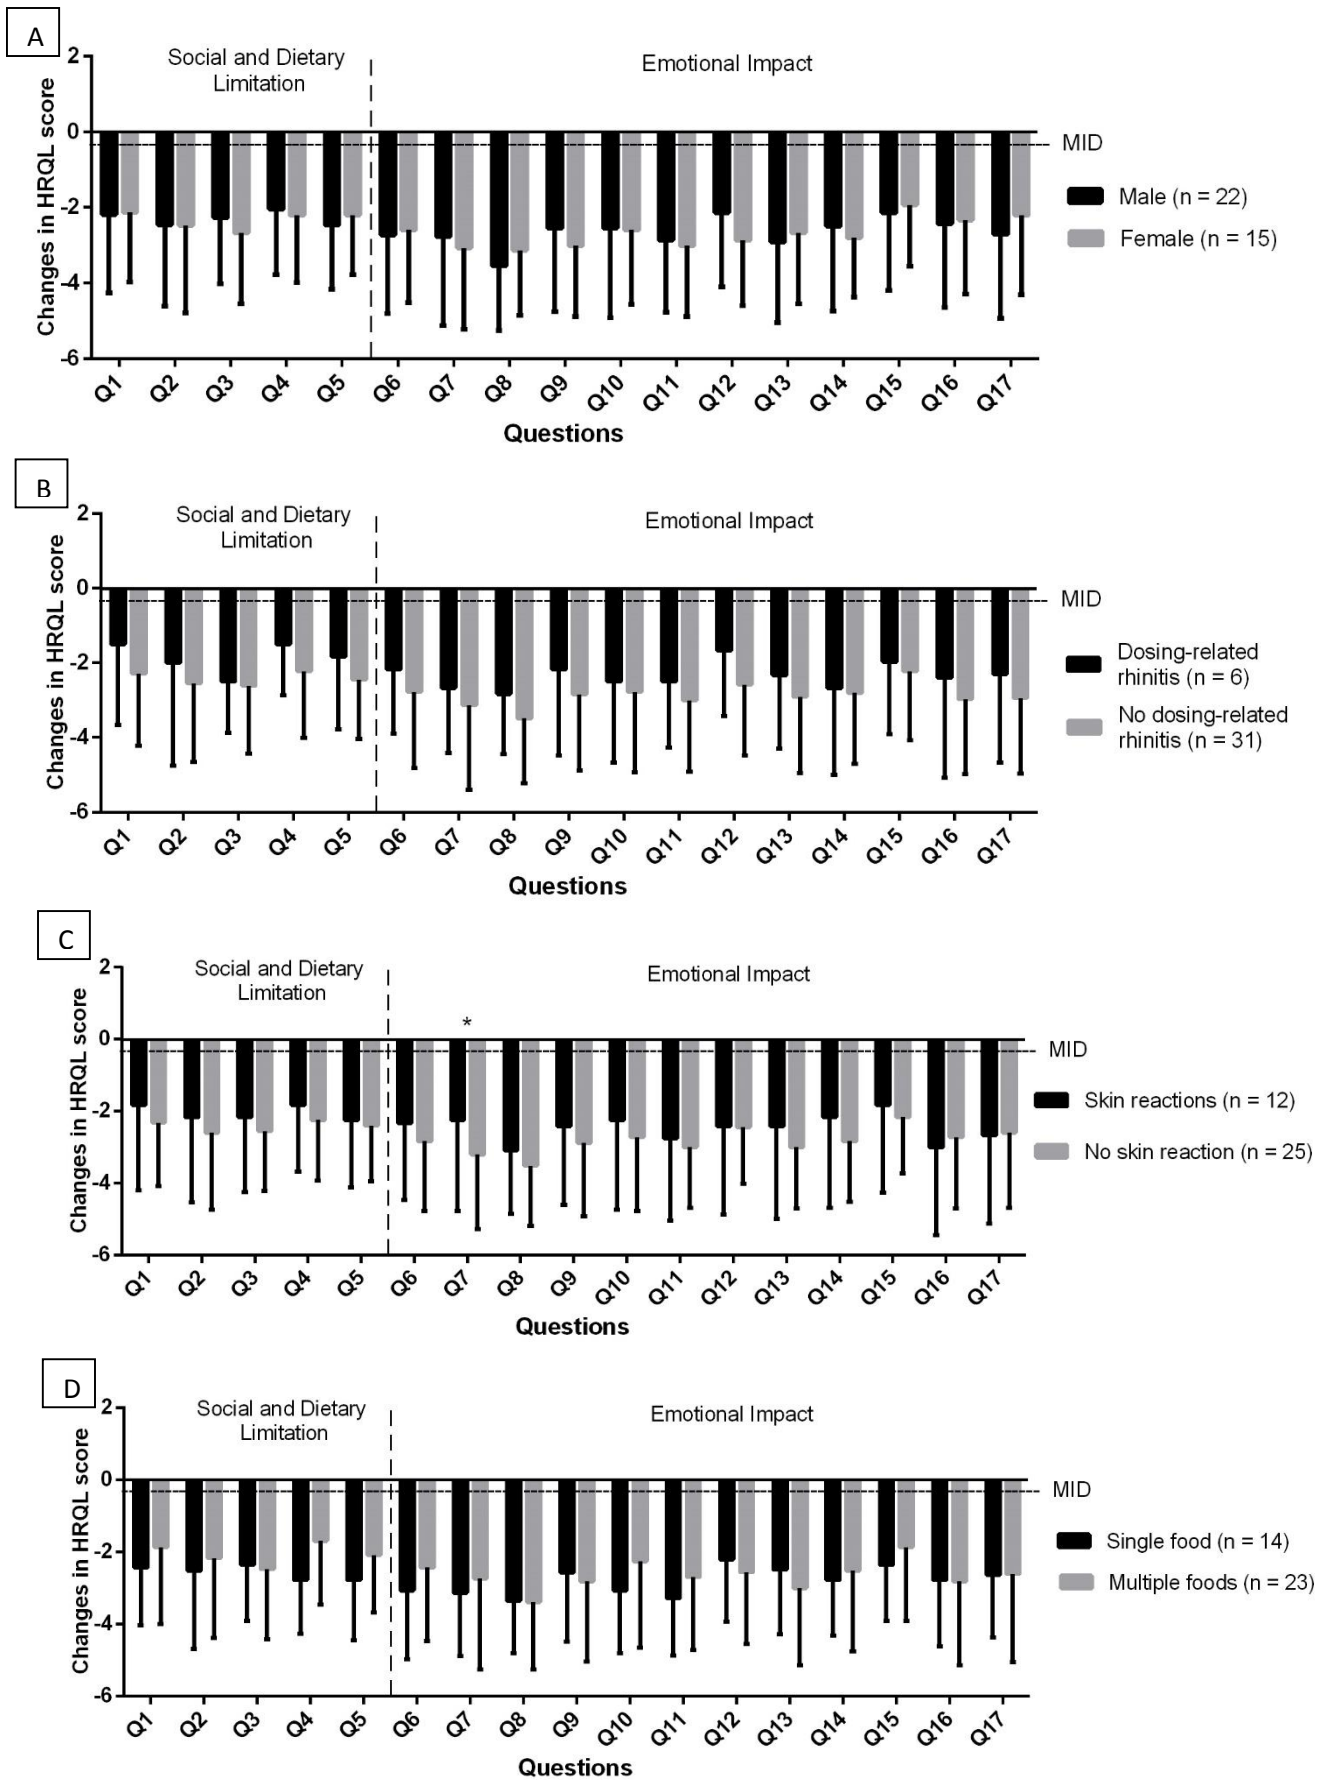 A
Social and Dietary
Limitation
Emotional Impact
Changes in HRQL score
2
0
-2
-4
-6
MID
Male (n = 22)
Female (n = 15)
Q1 Q2 Q3 Q4 Q5 Q6 Q7 Q8 Q9 Q10 Q11 Q12 Q13 Q14 Q15 Q16 Q17
Questions
B
Social and Dietary
Limitation
Emotional Impact
Changes in HRQL score
2
0
-2
-4
-6
MID
Dosing-related
rhinitis (n = 6)
No dosing-related
rhinitis (n = 31)
Q1 Q2 Q3 Q4 Q5 Q6 Q7 Q8 Q9 Q10 Q11 Q12 Q13 Q14 Q15 Q16 Q17
Questions
C
Social and Dietary
Limitation
Emotional Impact
Changes in HRQL score
2
0
-2
-4
-6
*
MID
Skin reactions (n = 12)
No skin reaction (n = 25)
Q1 Q2 Q3 Q4 Q5 Q6 Q7 Q8 Q9 Q10 Q11 Q12 Q13 Q14 Q15 Q16 Q17
Questions
D
Social and Dietary
Limitation
Emotional Impact
Changes in HRQL score
2
0
-2
-4
-6
MID
Single food (n = 14)
Multiple foods (n = 23)
Q1 Q2 Q3 Q4 Q5 Q6 Q7 Q8 Q9 Q10 Q11 Q12 Q13 Q14 Q15 Q16 Q17
Questions